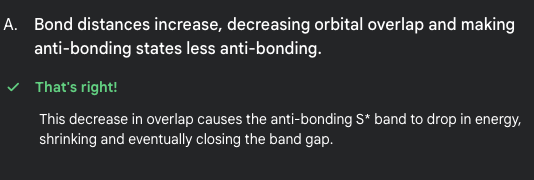 A. Bond distances increase, decreasing orbital overlap and making
anti-bonding states less anti-bonding.
That's right!
This decrease in overlap causes the anti-bonding S* band to drop in energy,
shrinking and eventually closing the band gap.